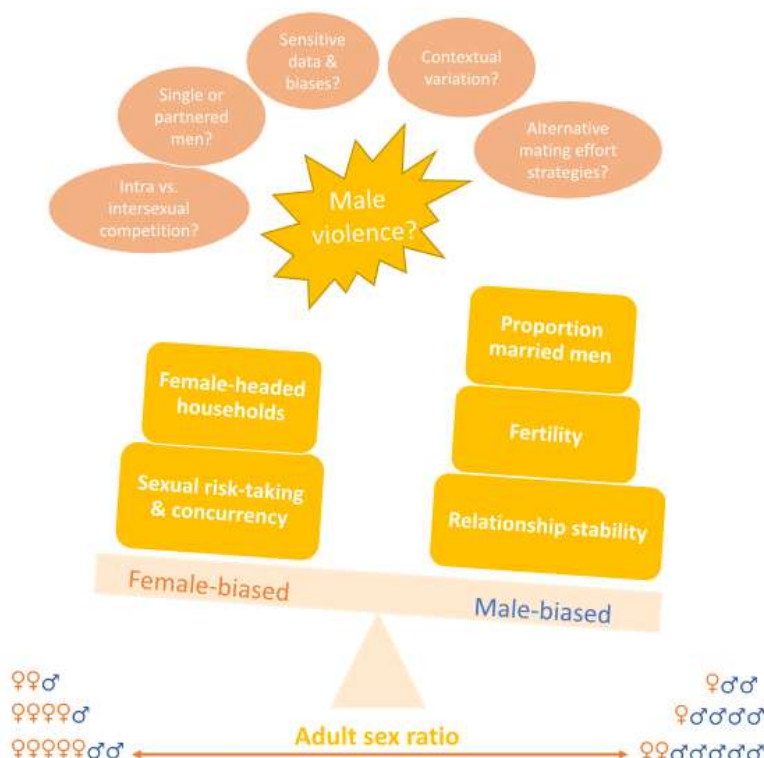 Sensitive
data &
biases?
Contextual
variation?
Single or
partnered
men?
Alternative
mating effort
strategies?
Intra vs.
intersexual
competition?
Male
violence?
Proportion
married men
Female-headed
households
Fertility
Sexual risk-taking
& concurrency
Relationship stability
Female-biased
Male-biased
♀♀♂
♀♂♂
♀♀♀♀♂
♀♂♂♂♂
Adult sex ratio
♀♀♀♀♀♂♂
♀♀♂♂♂♂♂